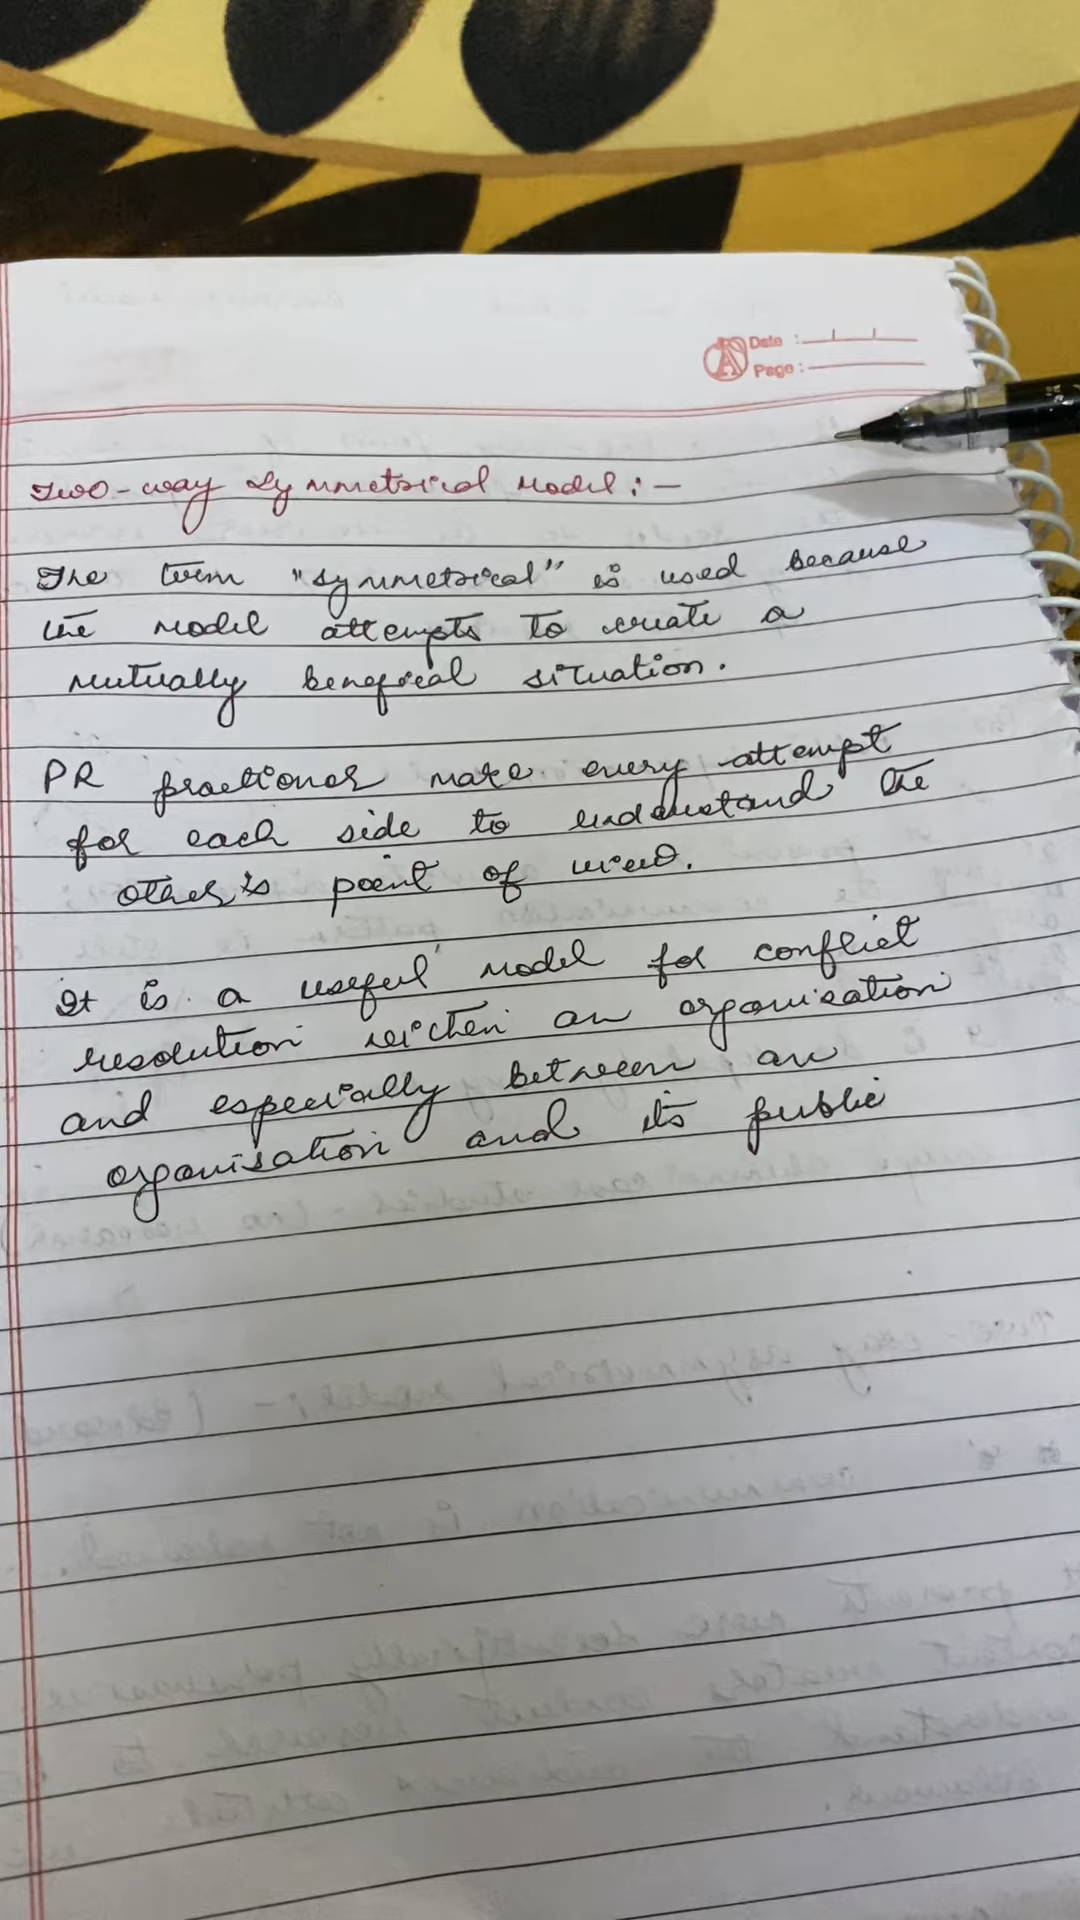 Date :
Page :
Two-way Symmetrical Model:-
The term "symmetrical" is used because
the model attempts to create a
mutually benefical situation.
PR practioner make every attempt
for each side to understand the
other's point of view.
It is a useful model for conflict
resolution within an organisation
and especially between an
organisation and its public